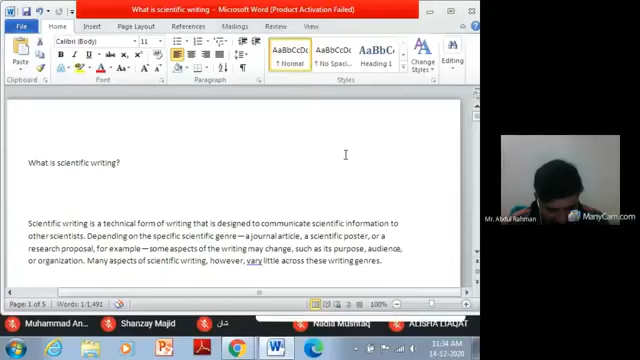 What is scientific writing - Microsoft Word (Product Activation Failed)
File Home Insert Page Layout References Mailings Review View
Calibri (Body) 11
AaBbCcDc AaBbCcDc AaBbC
¶ Normal ¶ No Spaci... Heading 1
Paste Change Styles Editing
Clipboard Font Paragraph Styles
What is scientific writing?
Scientific writing is a technical form of writing that is designed to communicate scientific information to
other scientists. Depending on the specific scientific genre—a journal article, a scientific poster, or a
research proposal, for example—some aspects of the writing may change, such as its purpose, audience,
or organization. Many aspects of scientific writing, however, vary little across these writing genres.
Mr. Abdul Rahman
ManyCam.com
Page: 1 of 5 Words: 1/1,491 100%
Muhammad An... Shanzay Majid شان Nadia Mushtaq ALISHA LIAQAT
11:34 AM
14-12-2020